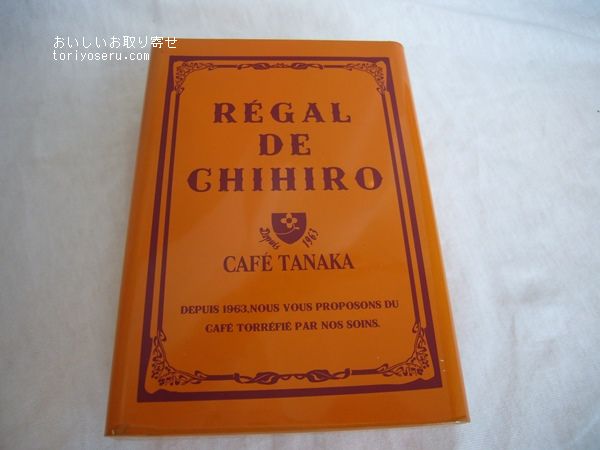 おいしいお取り寄せ
toriyoseru.com
RÉGAL
DE
CHIHIRO
Depuis 1963
CAFÉ TANAKA
DEPUIS 1963,NOUS VOUS PROPOSONS DU
CAFÉ TORRÉFIÉ PAR NOS SOINS.